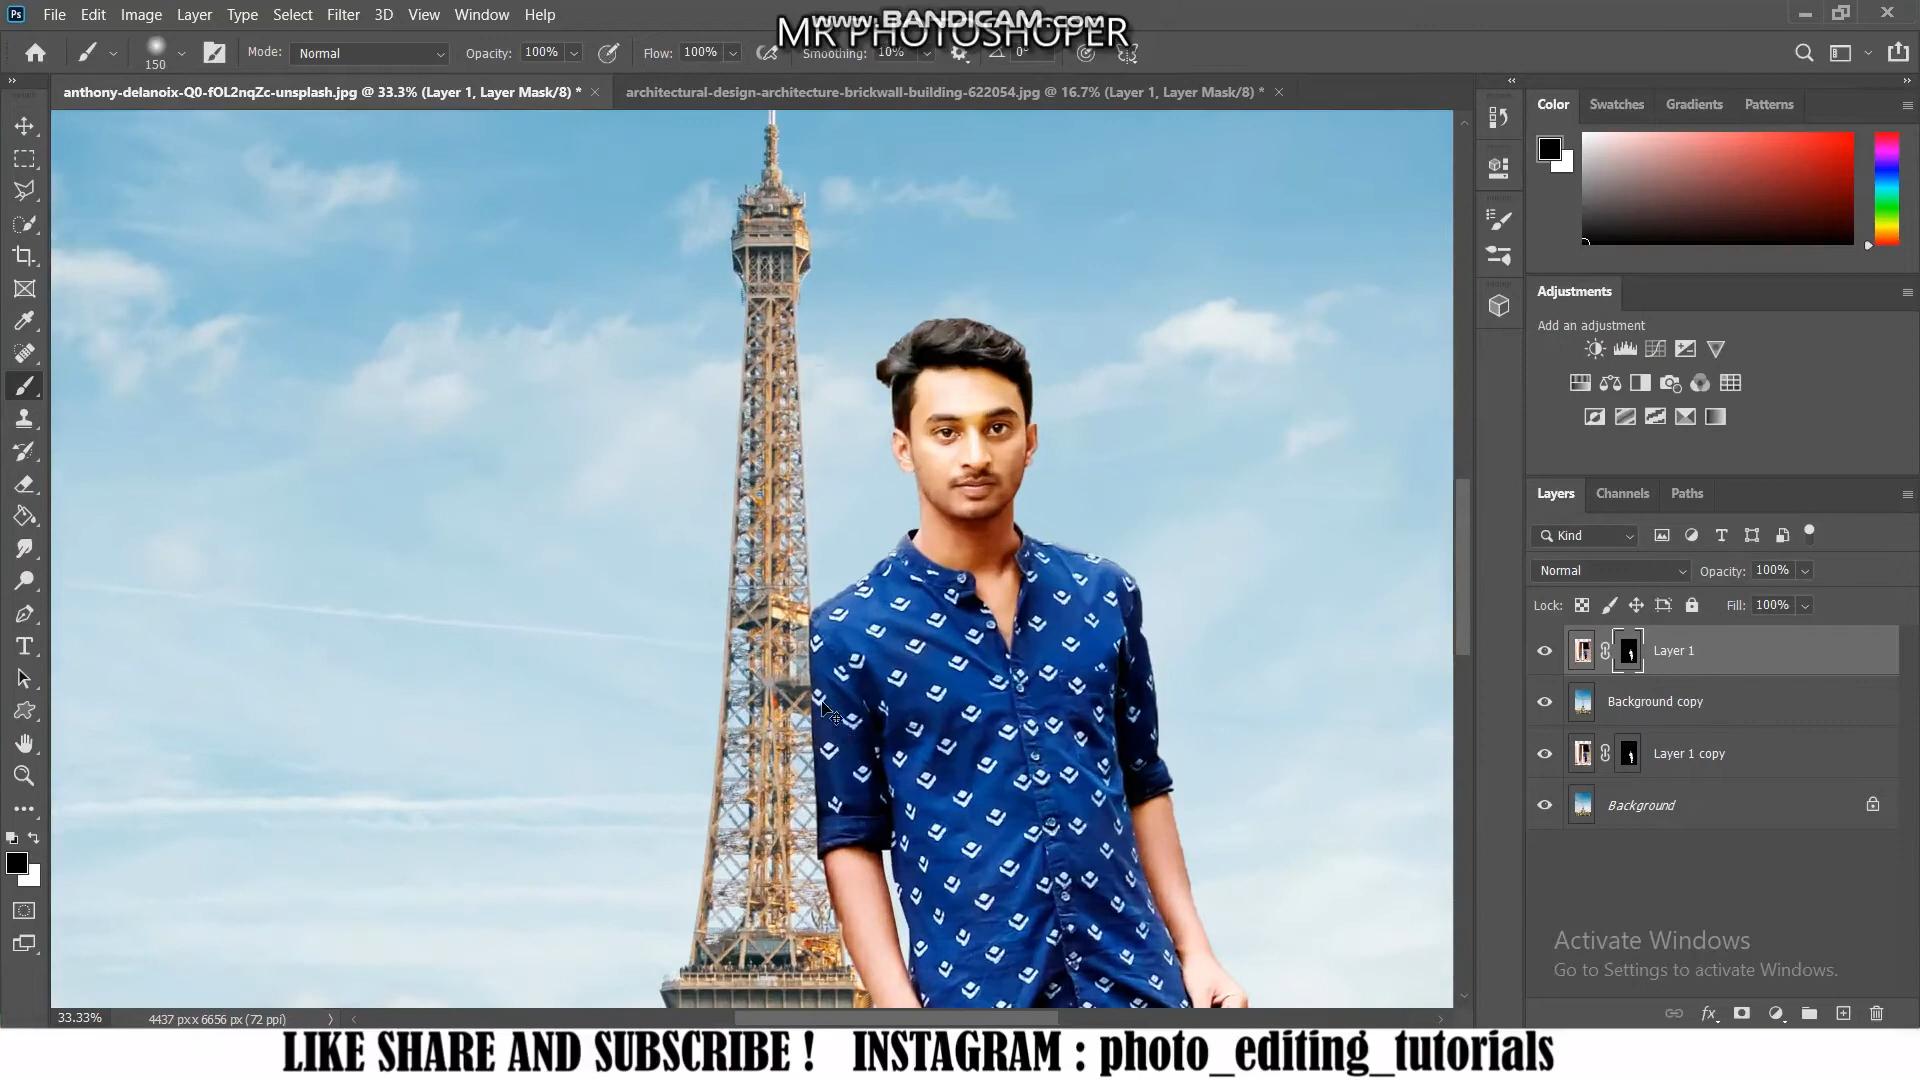 Ps File Edit Image Layer Type Select Filter 3D View Window Help
www.BANDICAM.com
MR PHOTOSHOPER
150 Mode: Normal Opacity: 100% Flow: 100% Smoothing: 10% 0°
anthony-delanoix-Q0-fOL2nqZc-unsplash.jpg @ 33.3% (Layer 1, Layer Mask/8) * architectural-design-architecture-brickwall-building-622054.jpg @ 16.7% (Layer 1, Layer Mask/8) *
Color Swatches Gradients Patterns
Adjustments
Add an adjustment
Layers Channels Paths
Kind
Normal Opacity: 100%
Lock: Fill: 100%
Layer 1
Background copy
Layer 1 copy
Background
Activate Windows
Go to Settings to activate Windows.
fx
33.33% 4437 px x 6656 px (72 ppi)
LIKE SHARE AND SUBSCRIBE ! INSTAGRAM : photo_editing_tutorials